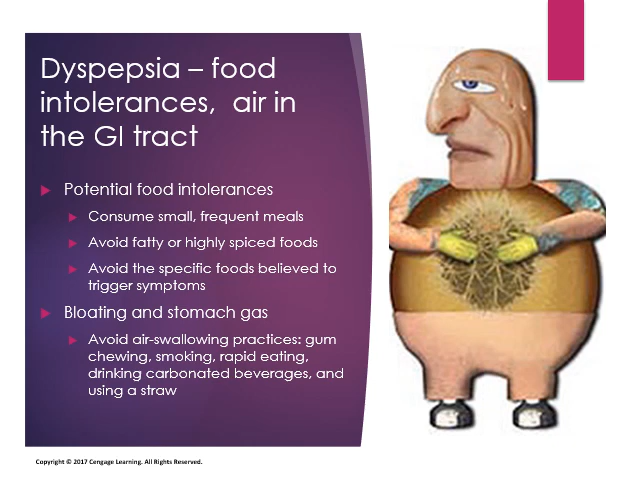 Dyspepsia – food
intolerances,  air in
the GI tract
Potential food intolerances
Consume small, frequent meals
Avoid fatty or highly spiced foods
Avoid the specific foods believed to
trigger symptoms
Bloating and stomach gas
Avoid air-swallowing practices: gum
chewing, smoking, rapid eating,
drinking carbonated beverages, and
using a straw
Copyright © 2017 Cengage Learning. All Rights Reserved.